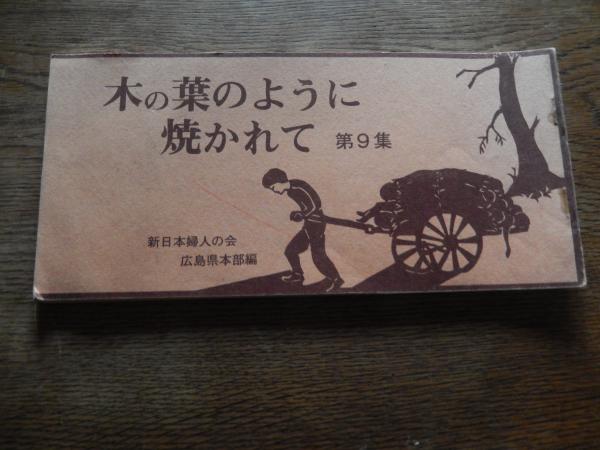 木の葉のように
焼かれて 第9集
新日本婦人の会
広島県本部編